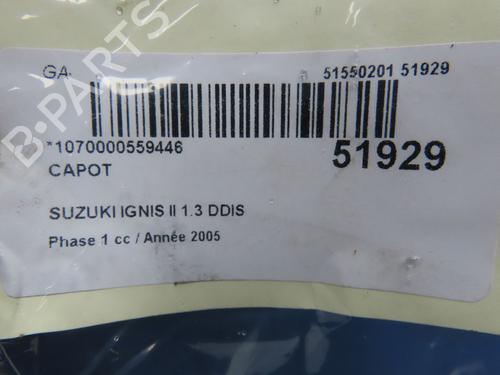 GA
51550201 51929
*1070000559446
51929
CAPOT
SUZUKI IGNIS II 1.3 DDIS
Phase 1 cc / Année 2005
B-PARTS